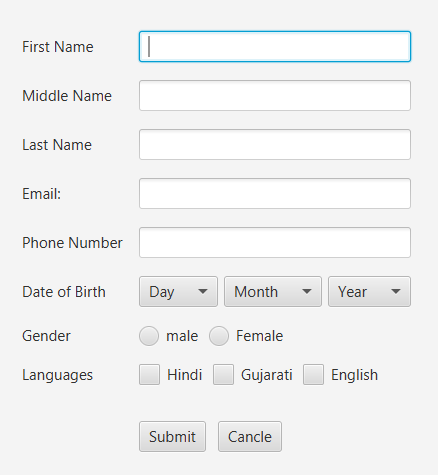 First Name
Middle Name
Last Name
Email:
Phone Number
Date of Birth Day Month Year
Gender male Female
Languages Hindi Gujarati English
Submit Cancle